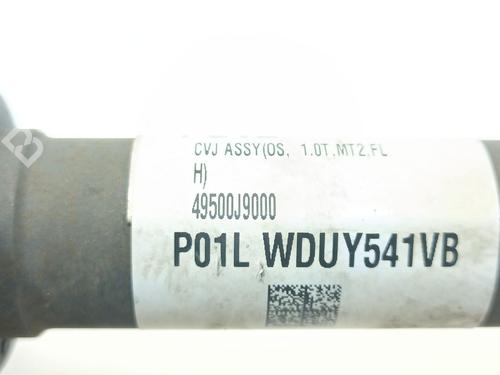 CVJ ASSY(OS, 1.0T,MT2,FL
H)
49500J9000
P01L WDUY541VB